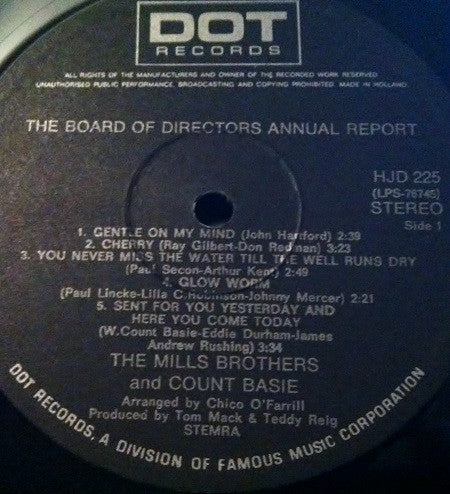 DOT
RECORDS
ALL RIGHTS OF THE MANUFACTURERS AND OWNER OF THE RECORDED WORK RESERVED
UNAUTHORISED PUBLIC PERFORMANCE, BROADCASTING AND COPYING PROHIBITED. MADE IN HOLLAND.
THE BOARD OF DIRECTORS ANNUAL REPORT
HJD 225
(LPS-76745)
STEREO
Side 1
1. GENTLE ON MY MIND (John Hartford) 2:39
2. CHERRY (Ray Gilbert-Don Redman) 3:23
3. YOU NEVER MISS THE WATER TILL THE WELL RUNS DRY
(Paul Secon-Arthur Kent) 2:49
4. GLOW WORM
(Paul Lincke-Lilla C. Robinson-Johnny Mercer) 2:21
5. SENT FOR YOU YESTERDAY AND
HERE YOU COME TODAY
(W.Count Basie-Eddie Durham-James
Andrew Rushing) 3:34
THE MILLS BROTHERS
and COUNT BASIE
Arranged by Chico O'Farrill
Produced by Tom Mack & Teddy Reig
STEMRA
DOT RECORDS, A DIVISION OF FAMOUS MUSIC CORPORATION